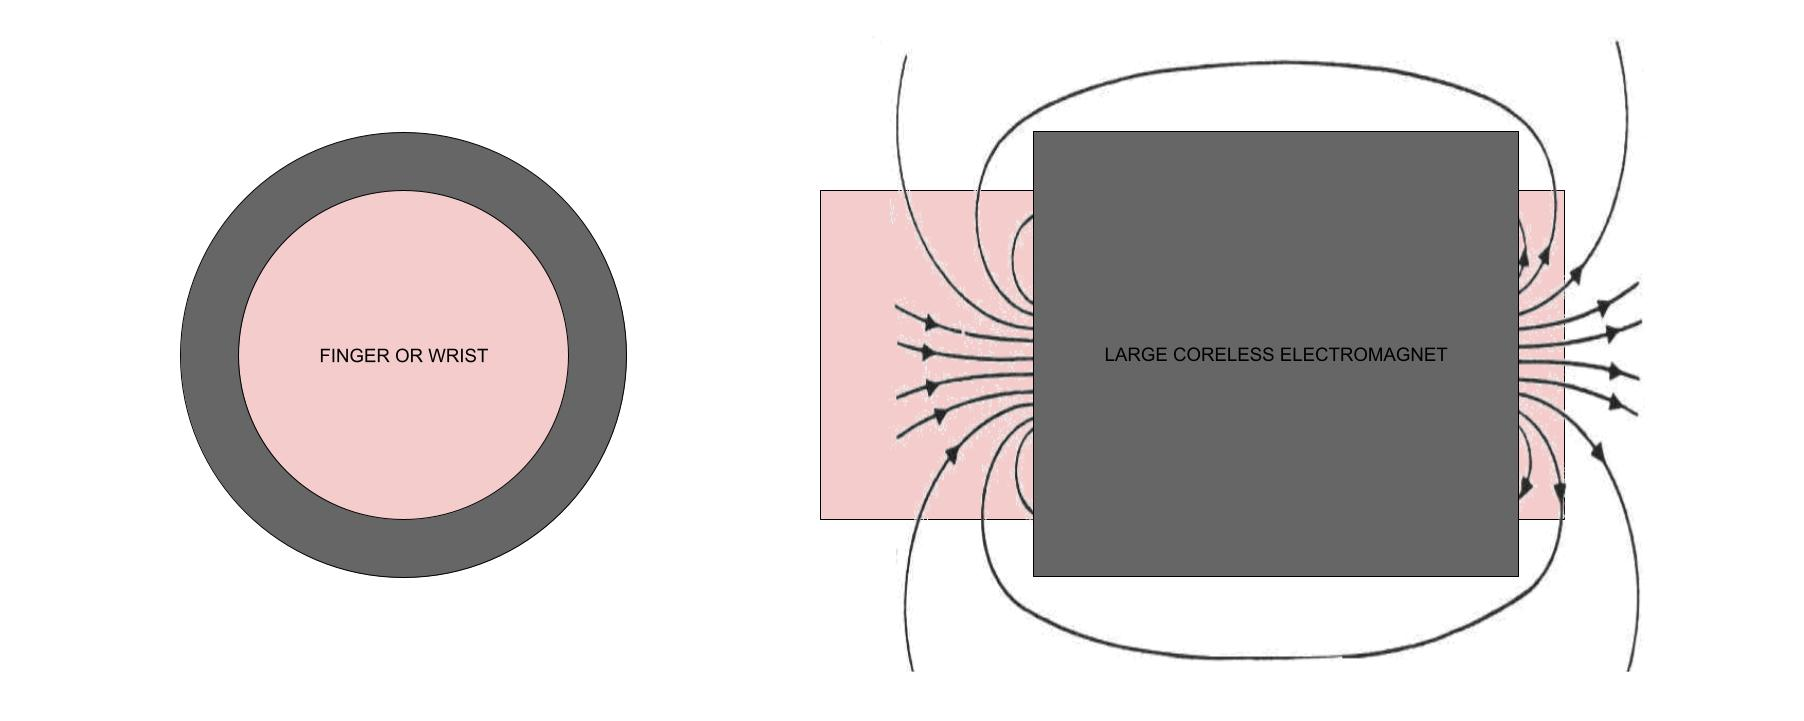 FINGER OR WRIST
LARGE CORELESS ELECTROMAGNET